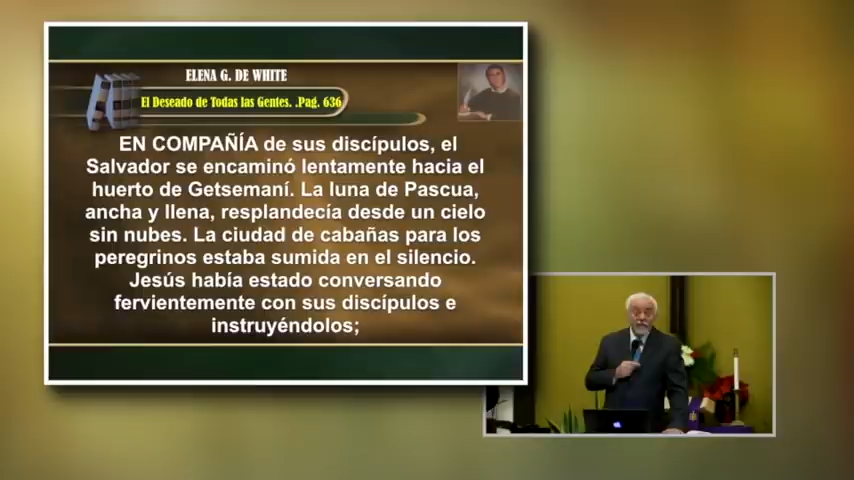 ELENA G. DE WHITE
El Deseado de Todas las Gentes. .Pag. 636
EN COMPAÑÍA de sus discípulos, el
Salvador se encaminó lentamente hacia el
huerto de Getsemaní. La luna de Pascua,
ancha y llena, resplandecía desde un cielo
sin nubes. La ciudad de cabañas para los
peregrinos estaba sumida en el silencio.
Jesús había estado conversando
fervientemente con sus discípulos e
instruyéndolos;